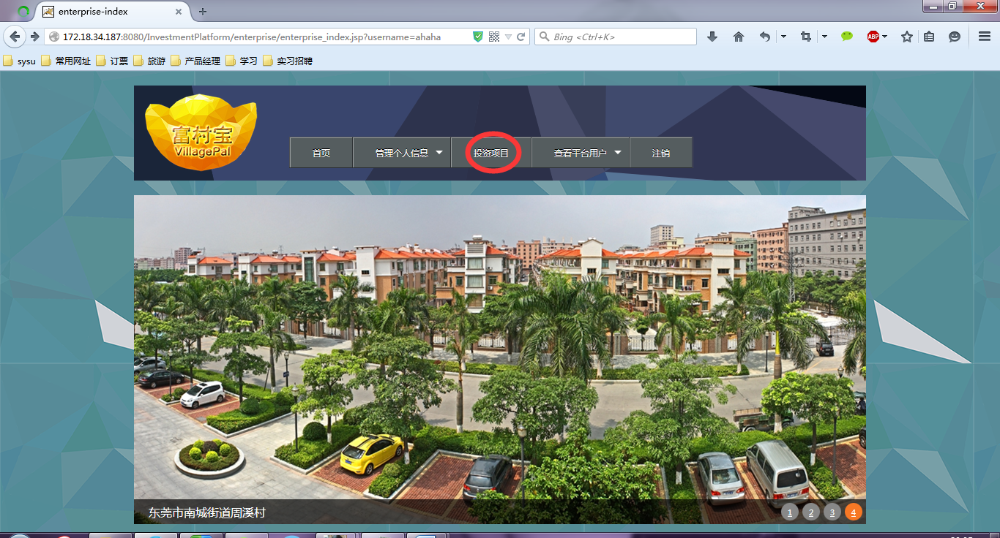 enterprise-index
172.18.34.187:8080/InvestmentPlatform/enterprise/enterprise_index.jsp?username=ahaha
Bing <Ctrl+K>
ABP
sysu 常用网址 订票 旅游 产品经理 学习 实习招聘
富村宝
VillagePal
首页 管理个人信息 投资项目 查看平台用户 注销
东莞市南城街道周溪村
1 2 3 4